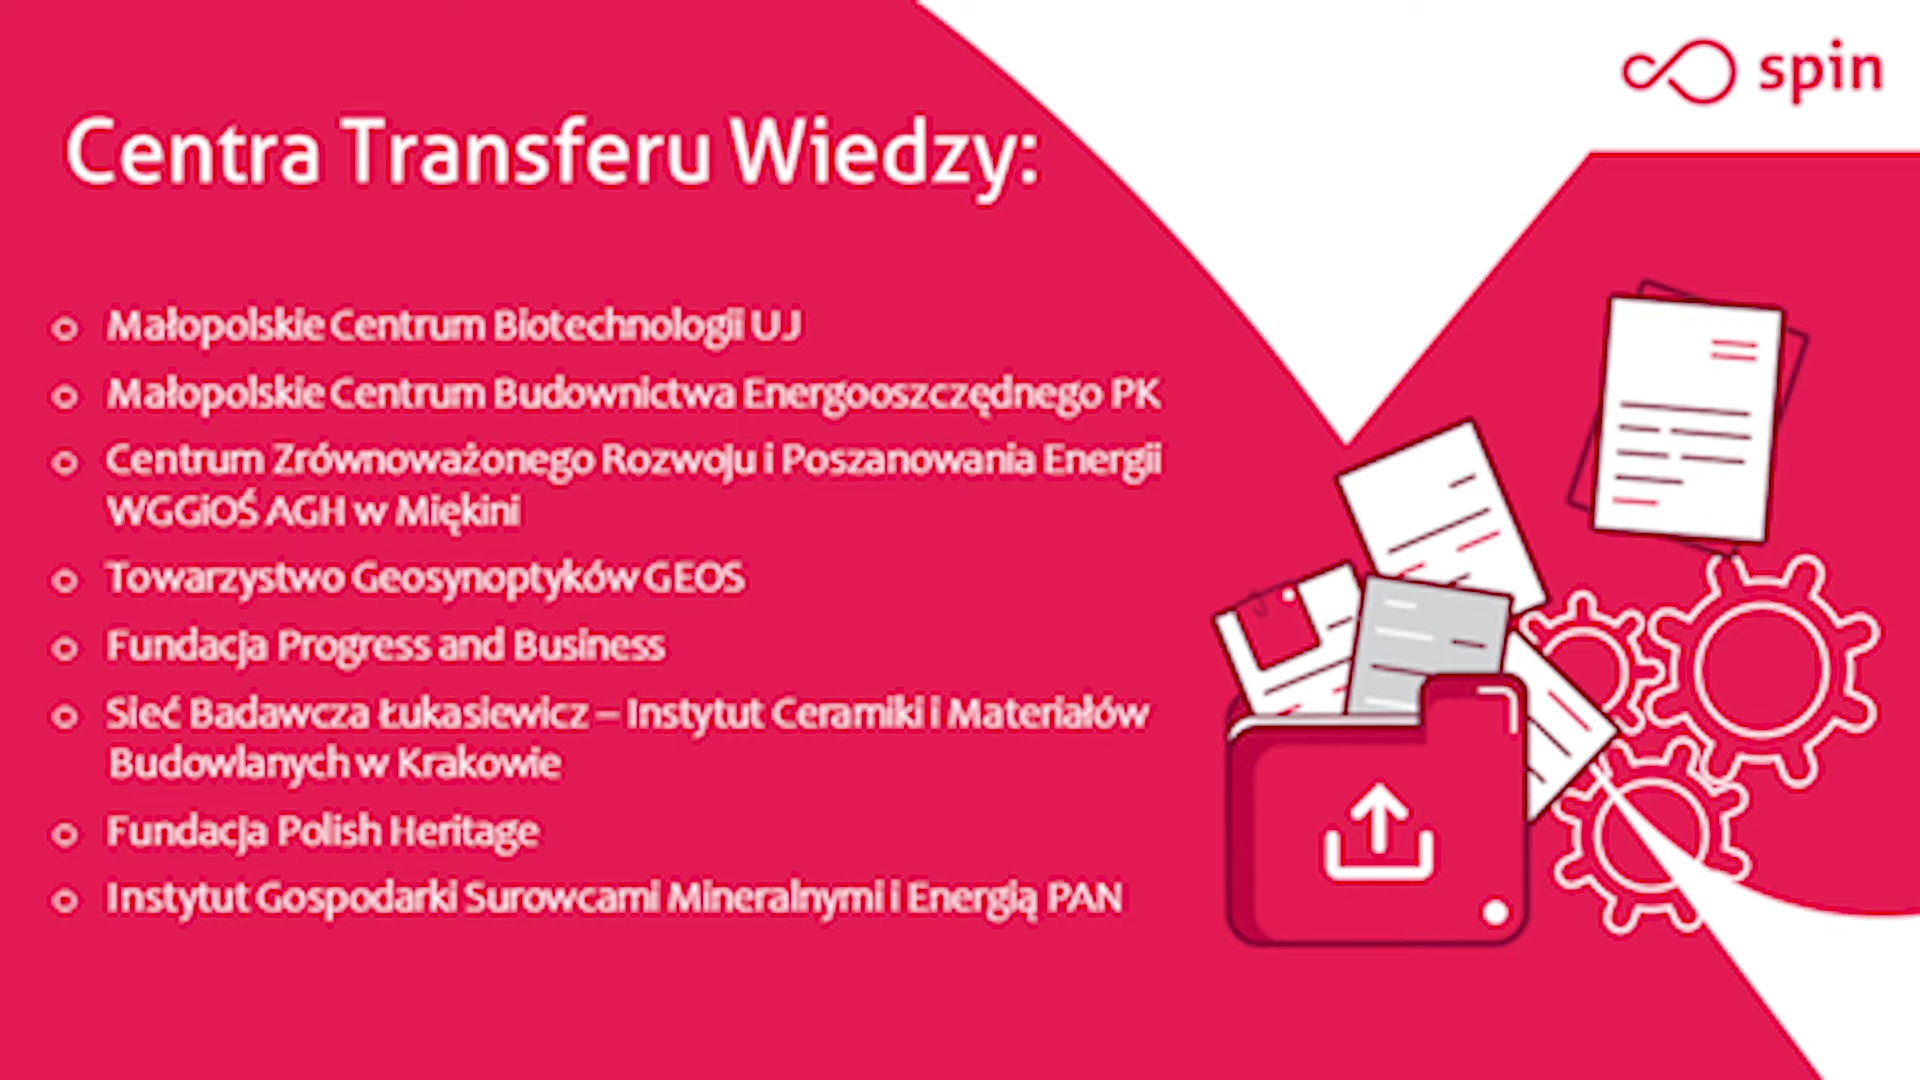 spin
Centra Transferu Wiedzy:
Małopolskie Centrum Biotechnologii UJ
Małopolskie Centrum Budownictwa Energooszczędnego PK
Centrum Zrównoważonego Rozwoju i Poszanowania Energii
WGGiOŚ AGH w Miękini
Towarzystwo Geosynoptyków GEOS
Fundacja Progress and Business
Sieć Badawcza Łukasiewicz – Instytut Ceramiki i Materiałów
Budowlanych w Krakowie
Fundacja Polish Heritage
Instytut Gospodarki Surowcami Mineralnymi i Energią PAN